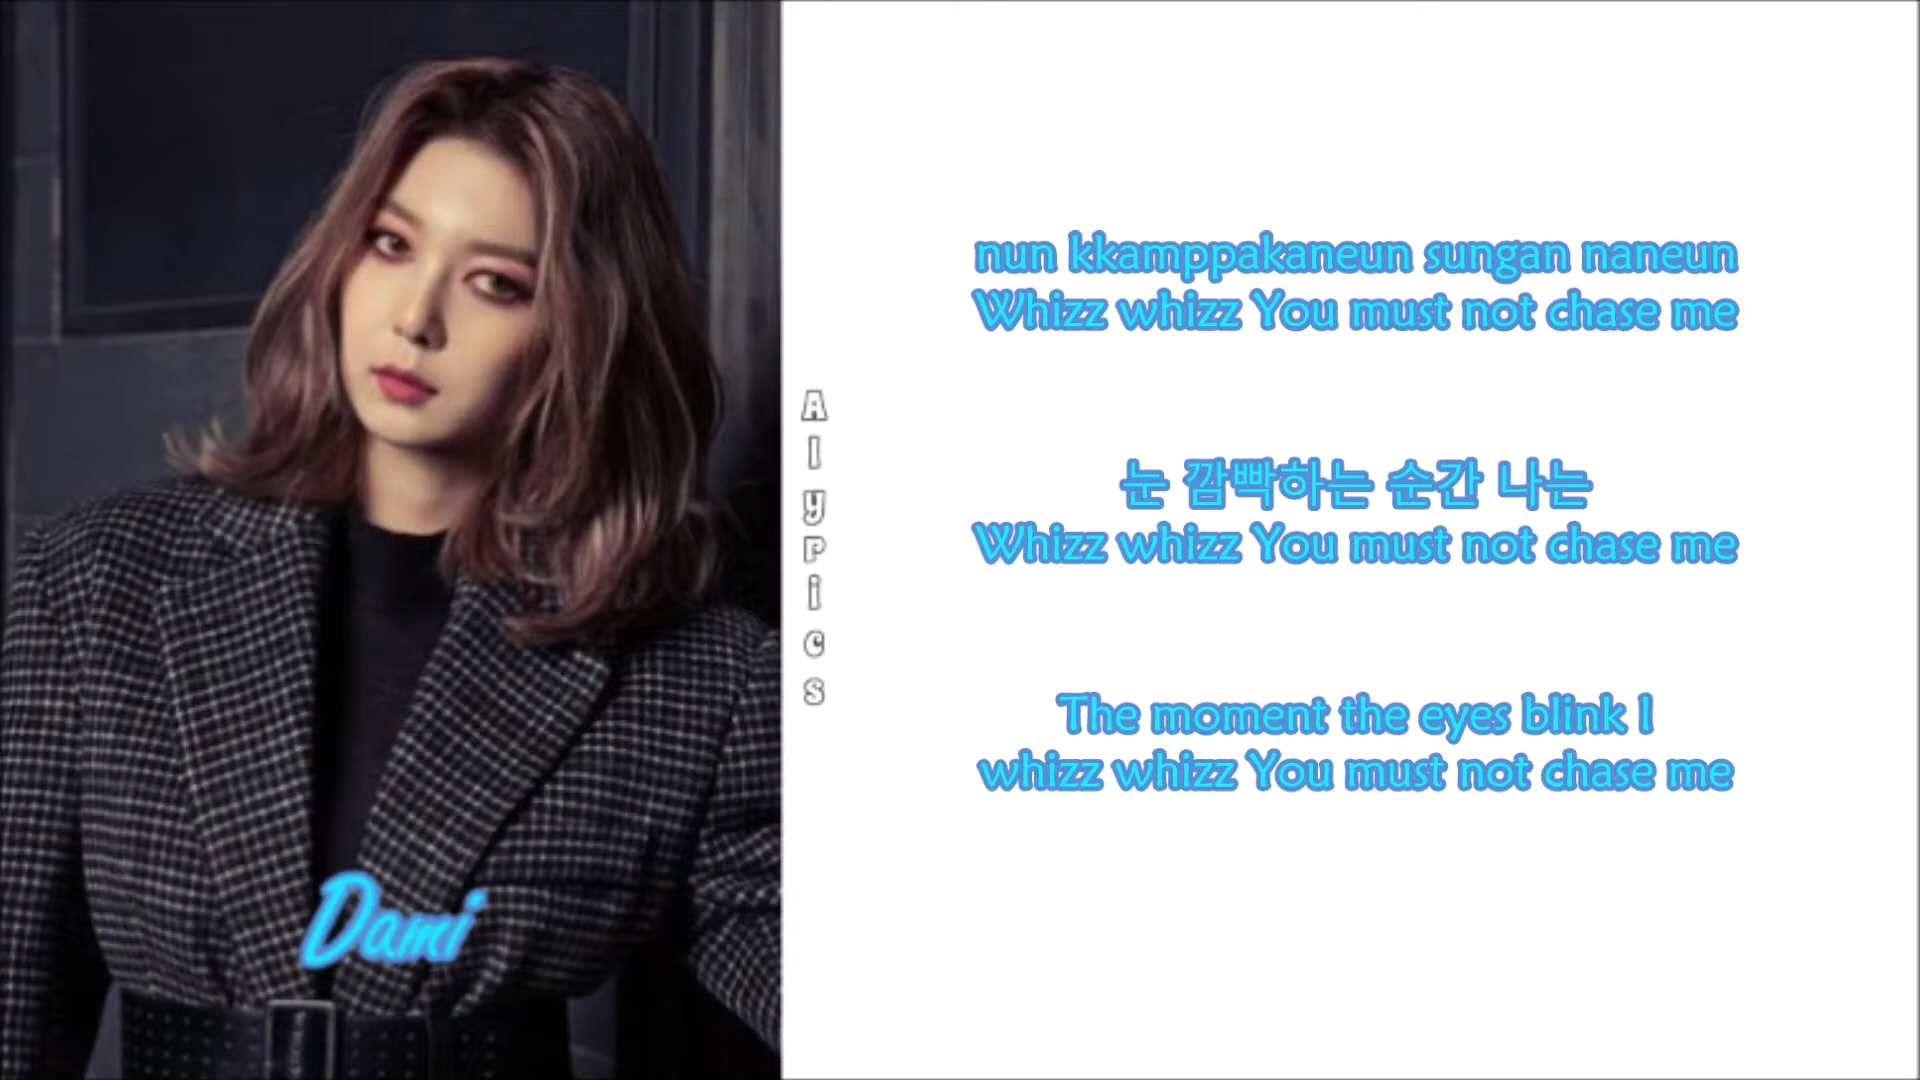 nun kkamppakaneun sungan naneun
Whizz whizz You must not chase me
눈 깜빡하는 순간 나는
Whizz whizz You must not chase me
The moment the eyes blink I
whizz whizz You must not chase me
Alypics
Dami